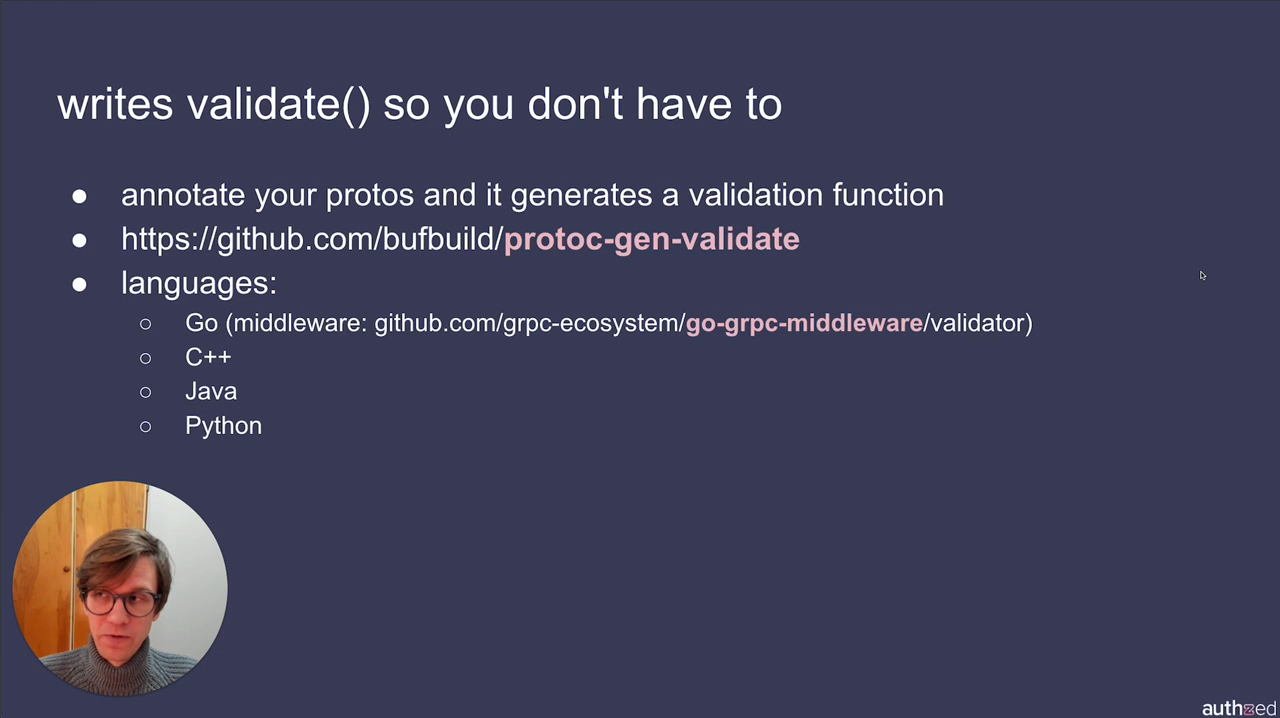 writes validate() so you don't have to
● annotate your protos and it generates a validation function
● https://github.com/bufbuild/protoc-gen-validate
● languages:
○ Go (middleware: github.com/grpc-ecosystem/go-grpc-middleware/validator)
○ C++
○ Java
○ Python
authzed